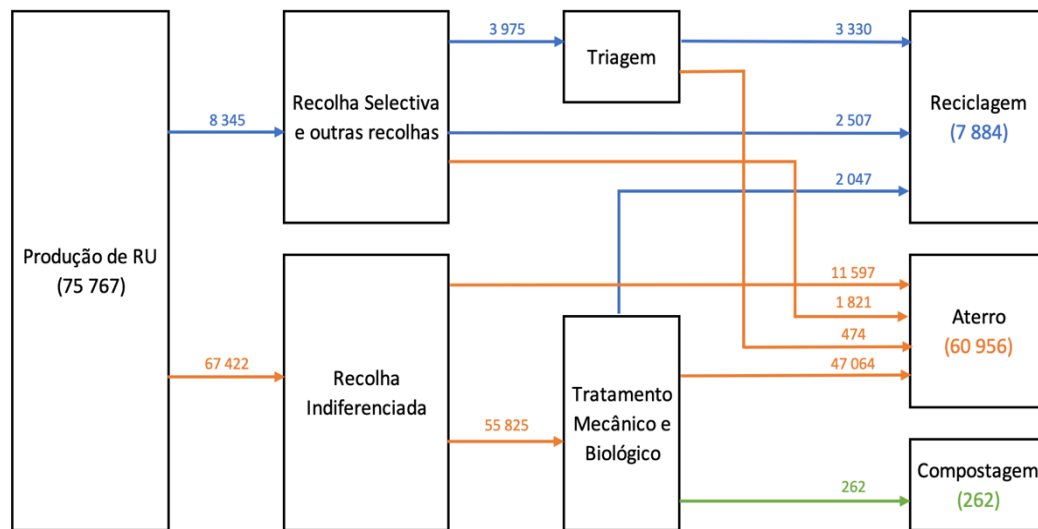 Produção de RU
(75 767)
8 345
67 422
Recolha Selectiva
e outras recolhas
Recolha
Indiferenciada
3 975
55 825
Triagem
Tratamento
Mecânico e
Biológico
3 330
2 507
2 047
11 597
1 821
474
47 064
262
Reciclagem
(7 884)
Aterro
(60 956)
Compostagem
(262)